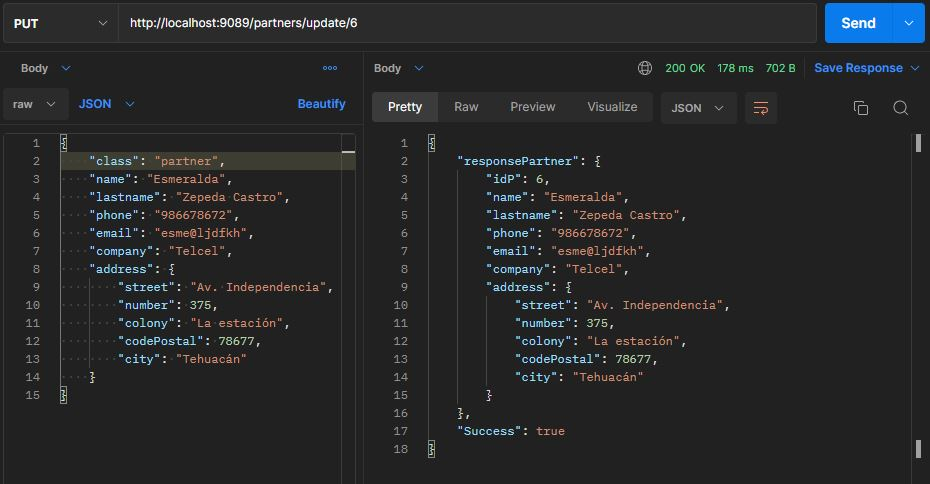 PUT http://localhost:9089/partners/update/6 Send
Body Body 200 OK 178 ms 702 B Save Response
raw JSON Beautify Pretty Raw Preview Visualize JSON
1 {
2 "class": "partner",
3 "name": "Esmeralda",
4 "lastname": "Zepeda Castro",
5 "phone": "986678672",
6 "email": "esme@ljdfkh",
7 "company": "Telcel",
8 "address": {
9 "street": "Av. Independencia",
10 "number": 375,
11 "colony": "La estación",
12 "codePostal": 78677,
13 "city": "Tehuacán"
14 }
15 }
1 {
2 "responsePartner": {
3 "idP": 6,
4 "name": "Esmeralda",
5 "lastname": "Zepeda Castro",
6 "phone": "986678672",
7 "email": "esme@ljdfkh",
8 "company": "Telcel",
9 "address": {
10 "street": "Av. Independencia",
11 "number": 375,
12 "colony": "La estación",
13 "codePostal": 78677,
14 "city": "Tehuacán"
15 }
16 },
17 "Success": true
18 }